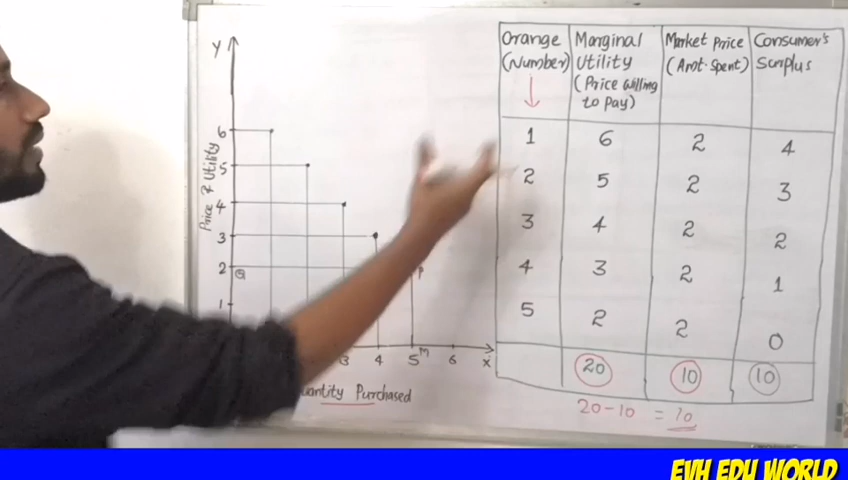 Y
6
5
4
3
2
1
Price & Utility
Q
P
3 4 5 M 6 X
Quantity Purchased
Orange (Number)
Marginal Utility (Price willing to Pay)
Market Price (Amt. Spent)
Consumer's Surplus
1 6 2 4
2 5 2 3
3 4 2 2
4 3 2 1
5 2 2 0
20 10 10
20-10 = 10
EVH EDU WORLD